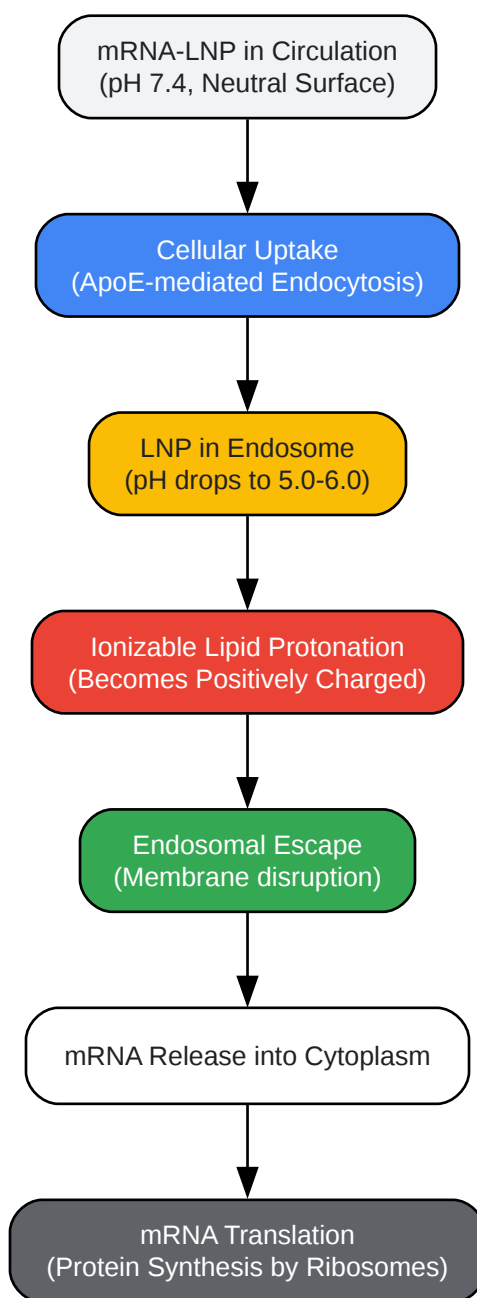 mRNA-LNP in Circulation
(pH 7.4, Neutral Surface)
Cellular Uptake
(ApoE-mediated Endocytosis)
LNP in Endosome
(pH drops to 5.0-6.0)
Ionizable Lipid Protonation
(Becomes Positively Charged)
Endosomal Escape
(Membrane disruption)
mRNA Release into Cytoplasm
mRNA Translation
(Protein Synthesis by Ribosomes)